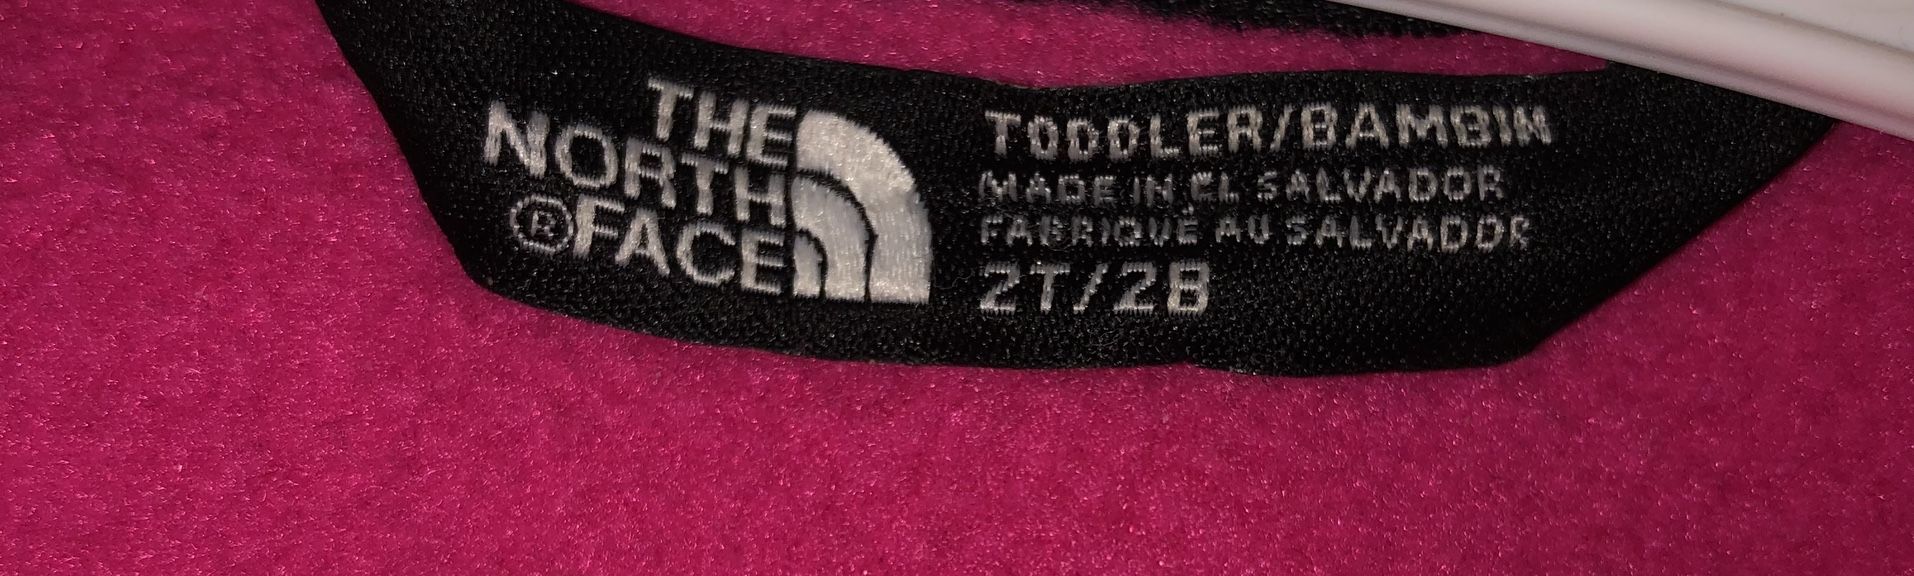 THE
NORTH
®FACE
TODDLER/BAMBIN
MADE IN EL SALVADOR
FABRIQUÉ AU SALVADOR
2T/2B